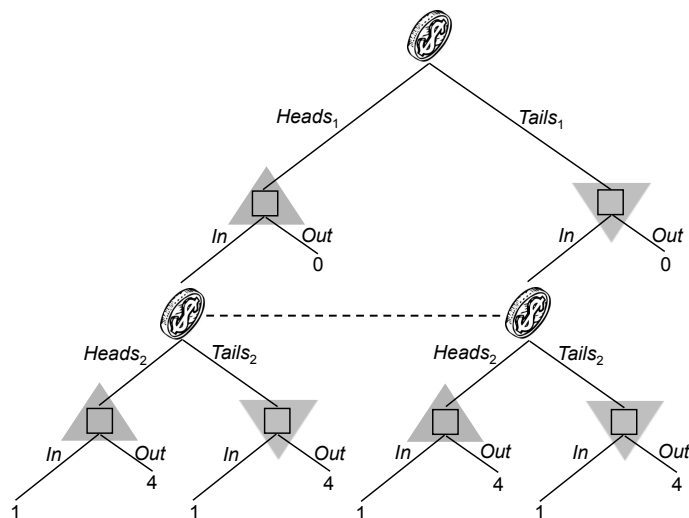 Heads₁
Tails₁
In
Out
0
In
Out
0
Heads₂
Tails₂
Heads₂
Tails₂
In
Out
In
Out
In
Out
In
Out
4
4
4
4
1
1
1
1